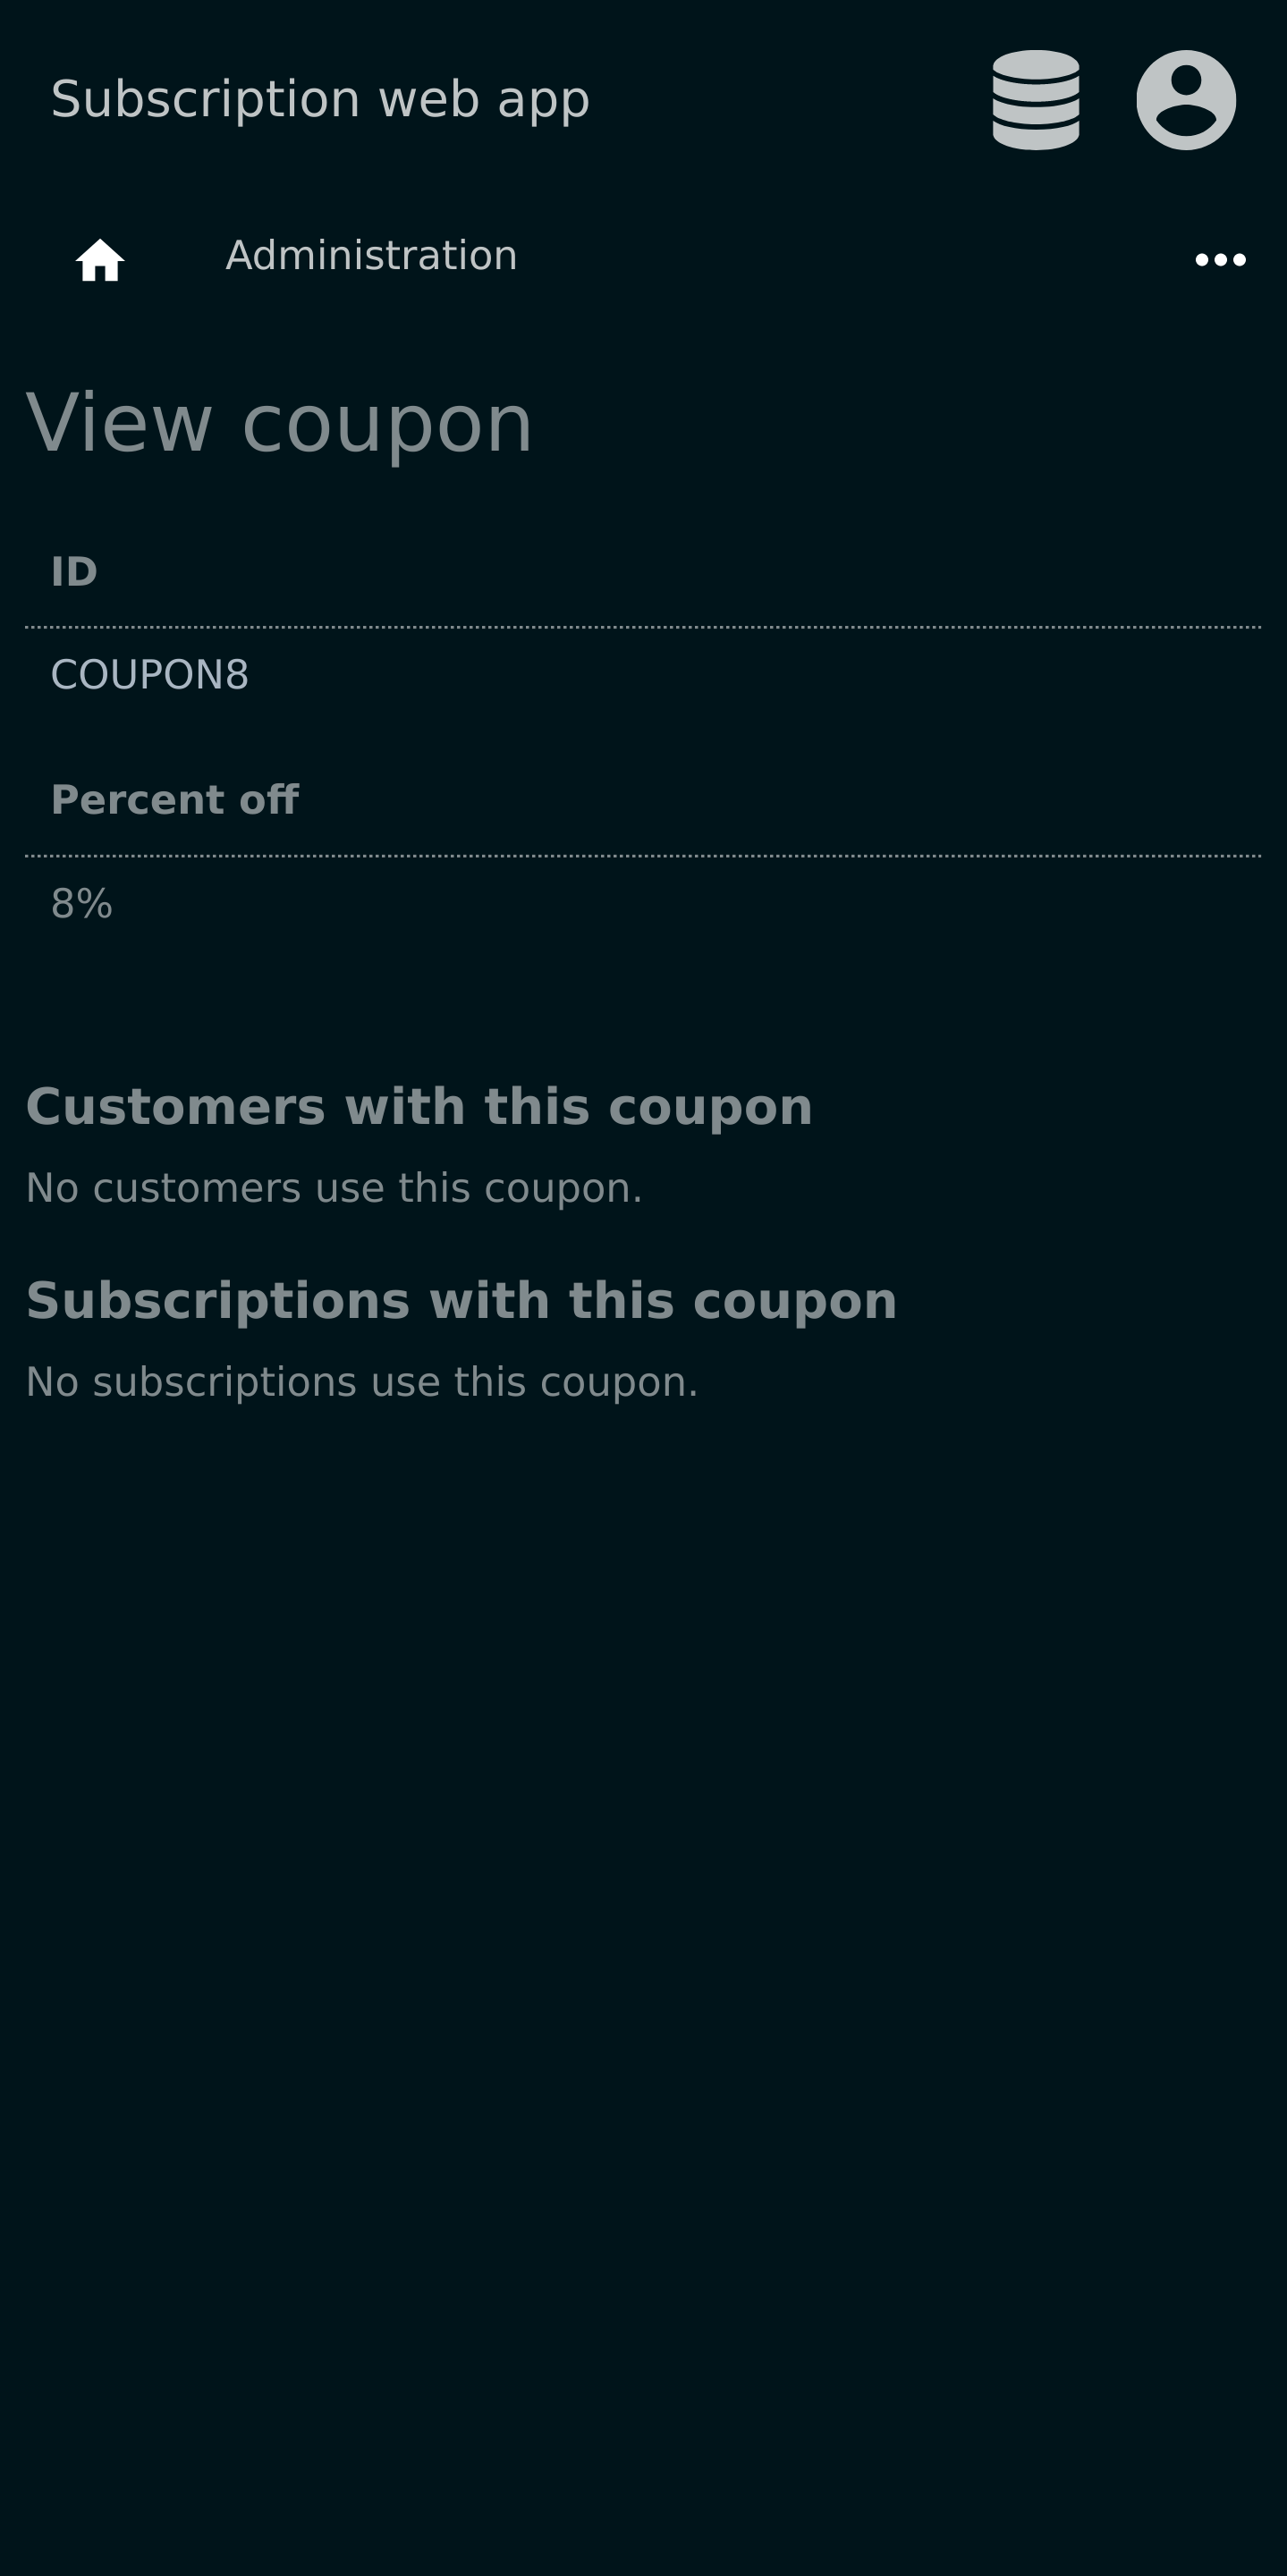 Subscription web app
Administration
View coupon
ID
COUPON8
Percent off
8%
Customers with this coupon
No customers use this coupon.
Subscriptions with this coupon
No subscriptions use this coupon.